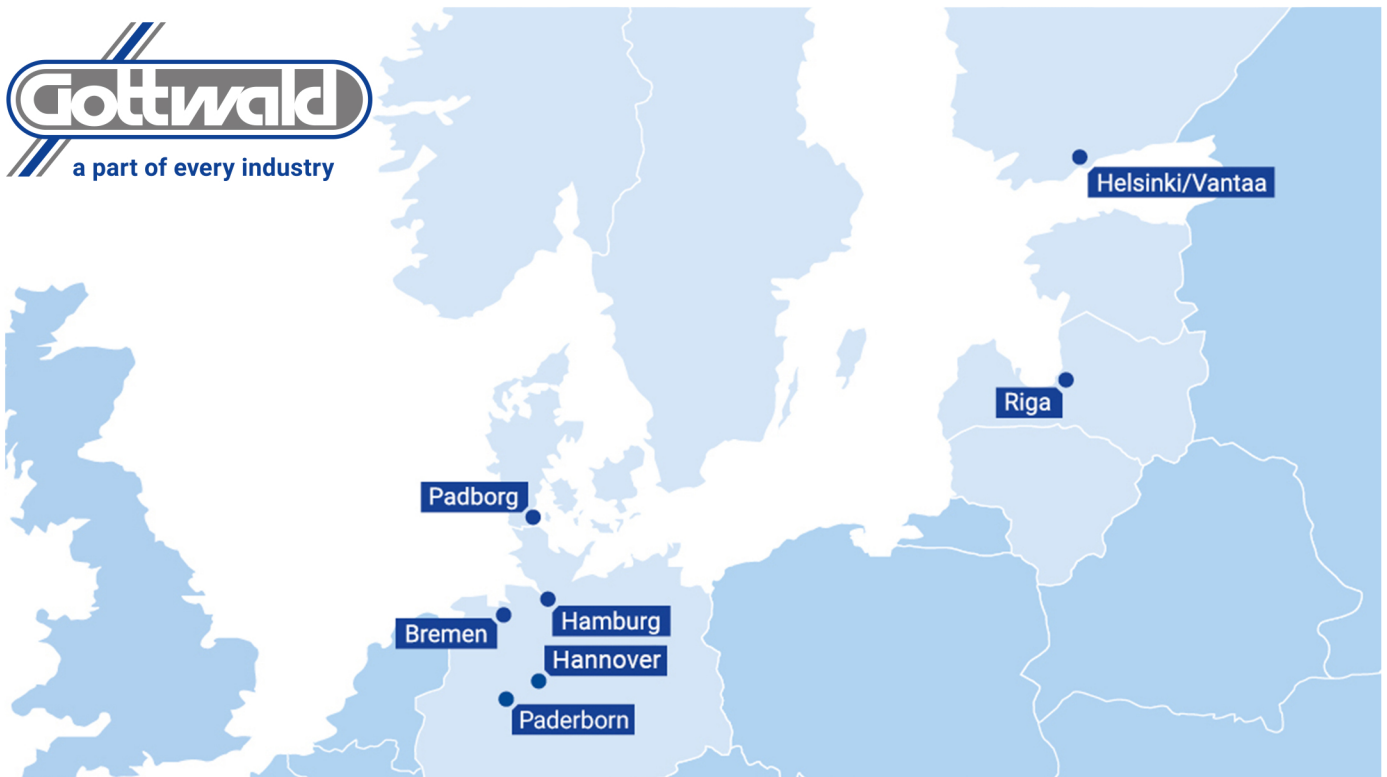 Gottwald
a part of every industry
Helsinki/Vantaa
Riga
Padborg
Hamburg
Bremen
Hannover
Paderborn